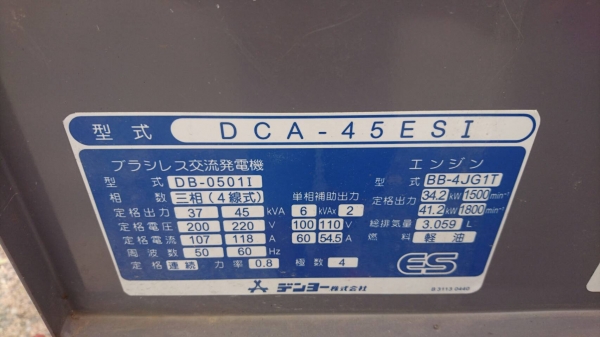 型式 DCA-45ESI
ブラシレス交流発電機
型式 DB-0501I
相数 三相(4線式)
定格出力 37 45 kVA
定格電圧 200 220 V
定格電流 107 118 A
周波数 50 60 Hz
定格 連続 力率 0.8 極数 4
単相補助出力
6 kVA× 2
100 110 V
60 54.5 A
エンジン
型式 BB-4JG1T
定格出力 34.2 kW 1500 min⁻¹
41.2 kW 1800 min⁻¹
総排気量 3.059 L
燃料 軽油
ES
デンヨー株式会社